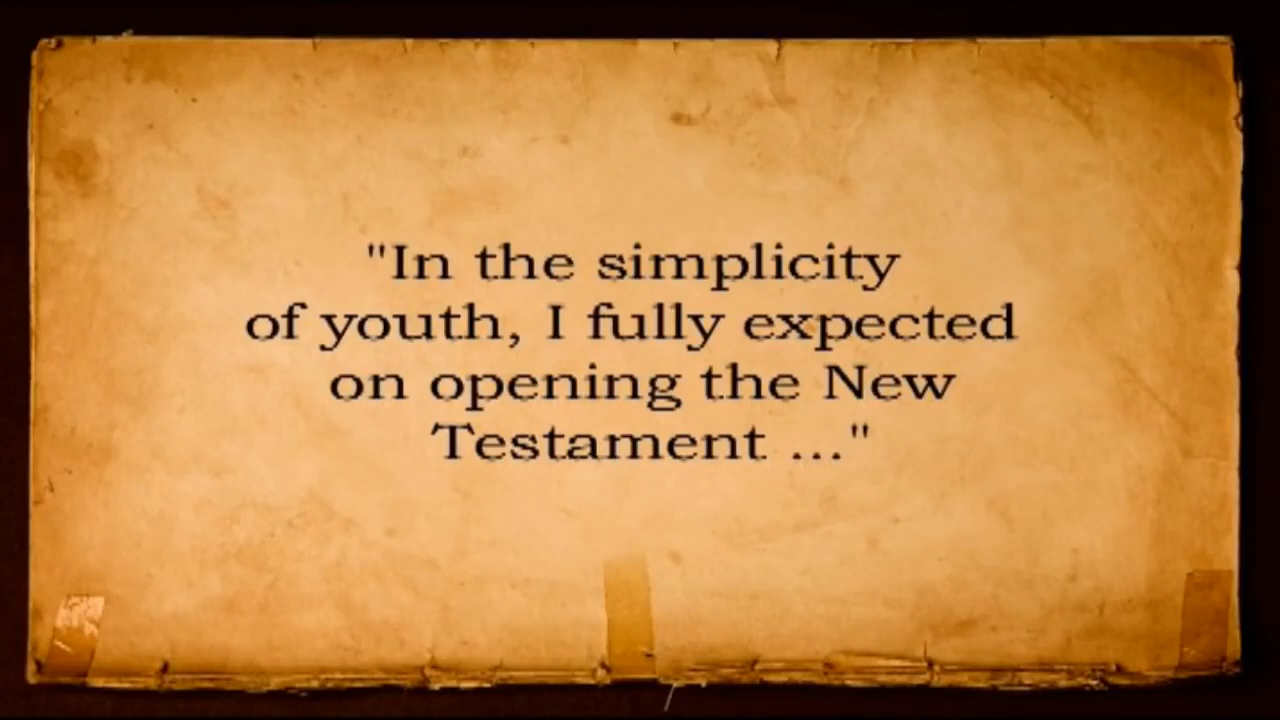 "In the simplicity
of youth, I fully expected
on opening the New
Testament ..."